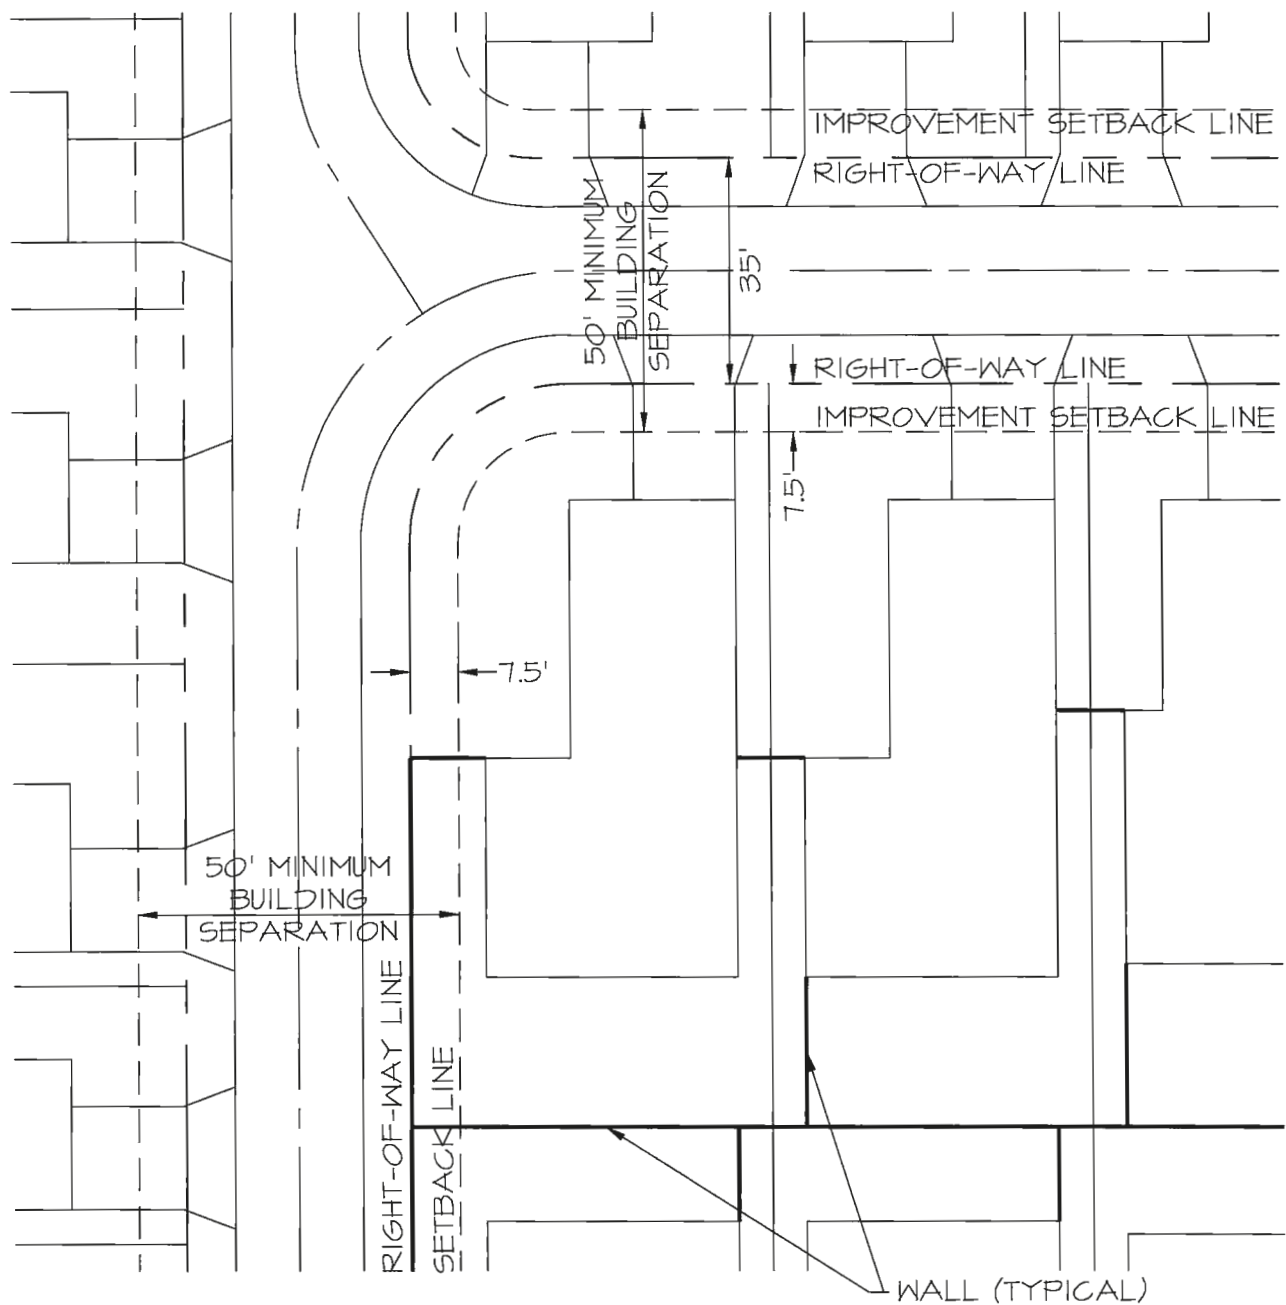 IMPROVEMENT SETBACK LINE
RIGHT-OF-WAY LINE
50' MINIMUM
BUILDING
SEPARATION
35'
RIGHT-OF-WAY LINE
IMPROVEMENT SETBACK LINE
7.5'
7.5'
50' MINIMUM
BUILDING
SEPARATION
RIGHT-OF-WAY LINE
SETBACK LINE
WALL (TYPICAL)